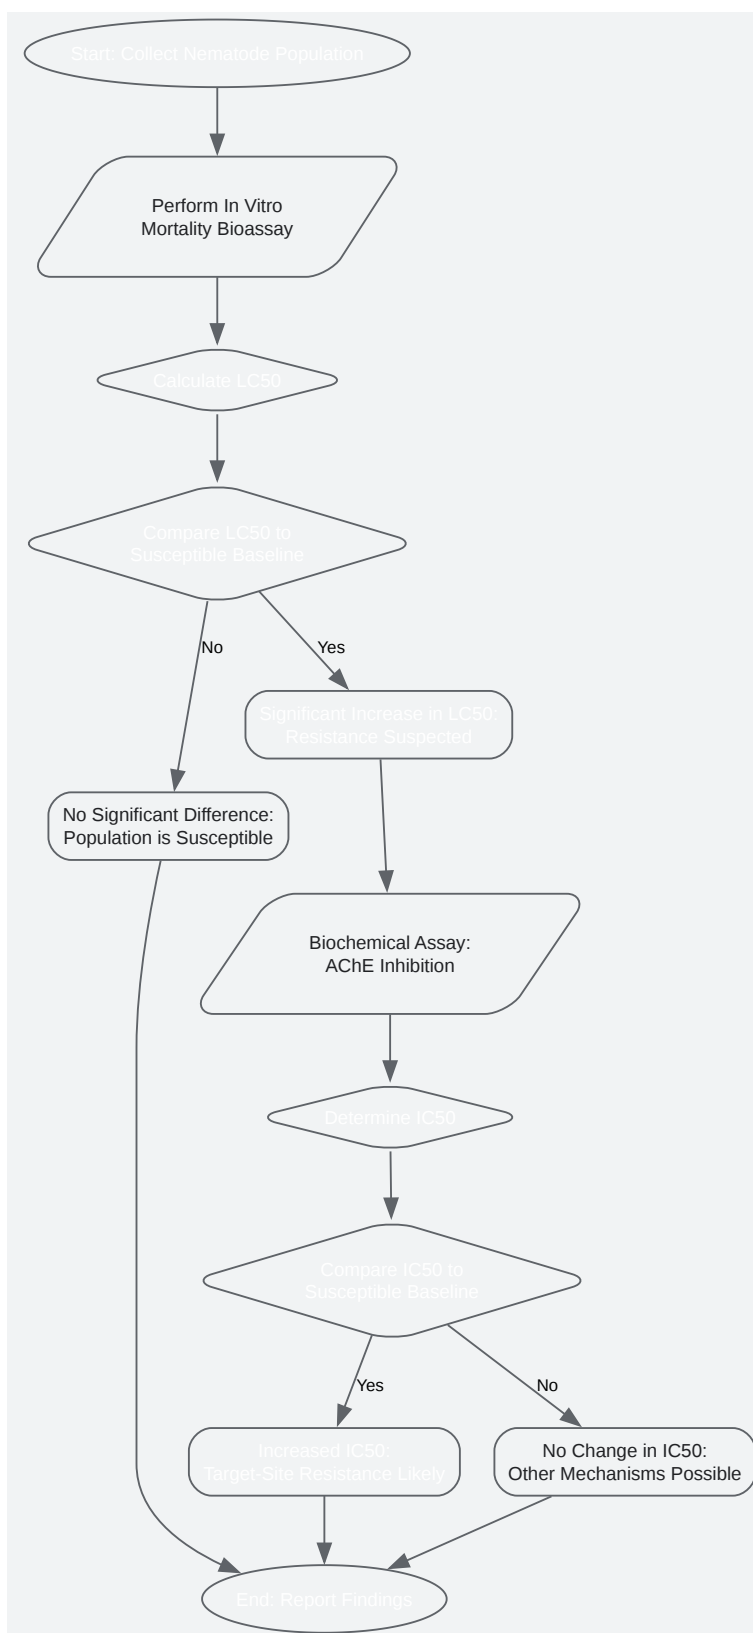 Start: Collect Nematode Population
Perform In Vitro
Mortality Bioassay
Calculate LC50
Compare LC50 to
Susceptible Baseline
No
Yes
Significant Increase in LC50:
Resistance Suspected
No Significant Difference:
Population is Susceptible
Biochemical Assay:
AChE Inhibition
Determine IC50
Compare IC50 to
Susceptible Baseline
Yes
No
Increased IC50:
Target-Site Resistance Likely
No Change in IC50:
Other Mechanisms Possible
End: Report Findings